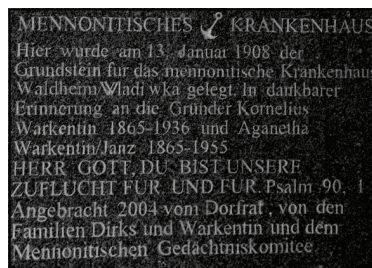 MENNONITISCHES KRANKENHAUS
Hier wurde am 13. Januar 1908 der
Grundstein fur das mennonitische Krankenhaus
Waldheim/Wladi wka gelegt. In dankbarer
Erinnerung an die Gründer Kornelius
Warkentin 1865-1936 und Aganetha
Warkentin/Janz 1865-1955
HERR GOTT, DU BIST UNSERE
ZUFLUCHT FUR UND FUR. Psalm 90, 1
Angebracht 2004 vom Dorfrat, von den
Familien Dirks und Warkentin und dem
Mennonitischen Gedächtniskomitee